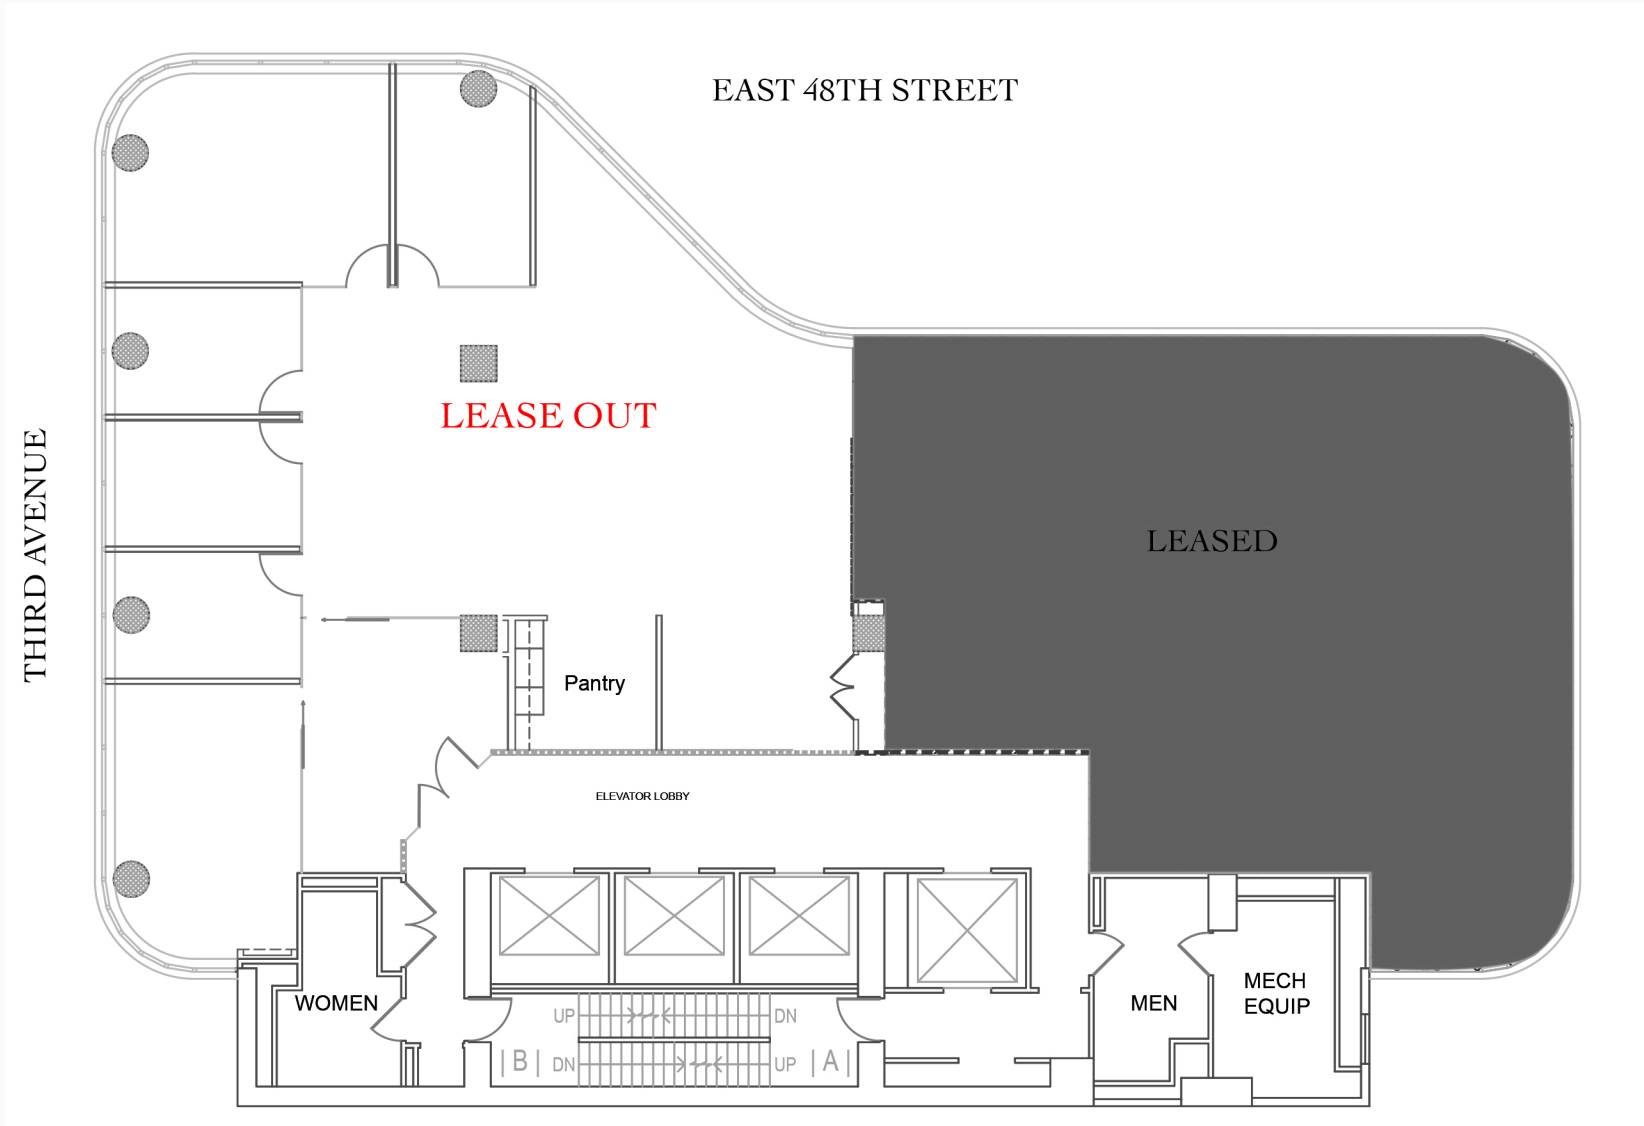 EAST 48TH STREET
THIRD AVENUE
LEASE OUT
LEASED
Pantry
ELEVATOR LOBBY
WOMEN
UP
DN
|B|
DN
UP
|A|
MEN
MECH
EQUIP